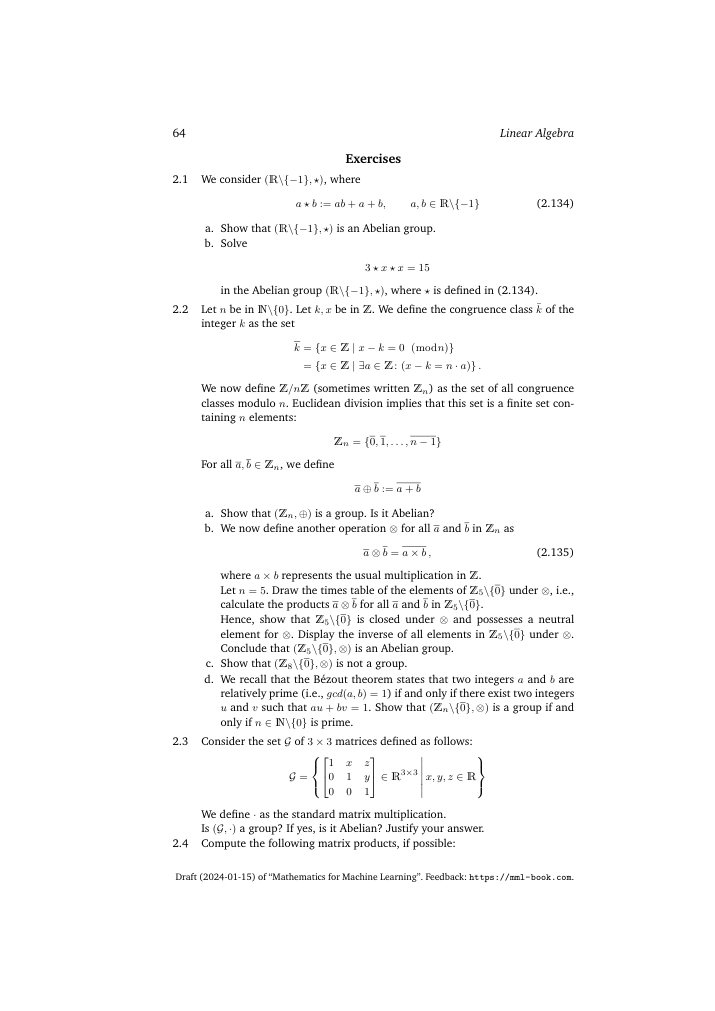 64 Linear Algebra
Exercises
2.1 We consider (ℝ\{−1}, ⋆), where
a ⋆ b := ab + a + b, a, b ∈ ℝ\{−1} (2.134)
a. Show that (ℝ\{−1}, ⋆) is an Abelian group.
b. Solve
3 ⋆ x ⋆ x = 15
in the Abelian group (ℝ\{−1}, ⋆), where ⋆ is defined in (2.134).
2.2 Let n be in ℕ\{0}. Let k, x be in ℤ. We define the congruence class k̄ of the
integer k as the set
k̄ = {x ∈ ℤ | x − k = 0 (mod n)}
= {x ∈ ℤ | ∃a ∈ ℤ: (x − k = n · a)} .
We now define ℤ/nℤ (sometimes written ℤₙ) as the set of all congruence
classes modulo n. Euclidean division implies that this set is a finite set con-
taining n elements:
ℤₙ = {0̄, 1̄, . . . , n̅ ̅−̅ ̅1̅}
For all a̅, b̅ ∈ ℤₙ, we define
a̅ ⊕ b̅ := a̅ ̅+̅ ̅b̅
a. Show that (ℤₙ, ⊕) is a group. Is it Abelian?
b. We now define another operation ⊗ for all a̅ and b̅ in ℤₙ as
a̅ ⊗ b̅ = a̅ ̅×̅ ̅b̅ , (2.135)
where a × b represents the usual multiplication in ℤ.
Let n = 5. Draw the times table of the elements of ℤ₅\{0̄} under ⊗, i.e.,
calculate the products a̅ ⊗ b̅ for all a̅ and b̅ in ℤ₅\{0̄}.
Hence, show that ℤ₅\{0̄} is closed under ⊗ and possesses a neutral
element for ⊗. Display the inverse of all elements in ℤ₅\{0̄} under ⊗.
Conclude that (ℤ₅\{0̄}, ⊗) is an Abelian group.
c. Show that (ℤ₈\{0̄}, ⊗) is not a group.
d. We recall that the Bézout theorem states that two integers a and b are
relatively prime (i.e., gcd(a, b) = 1) if and only if there exist two integers
u and v such that au + bv = 1. Show that (ℤₙ\{0̄}, ⊗) is a group if and
only if n ∈ ℕ\{0} is prime.
2.3 Consider the set 𝒢 of 3 × 3 matrices defined as follows:
1 x z
𝒢 = { [ 0 1 y ] ∈ ℝ³ˣ³ | x, y, z ∈ ℝ }
0 0 1
We define · as the standard matrix multiplication.
Is (𝒢, ·) a group? If yes, is it Abelian? Justify your answer.
2.4 Compute the following matrix products, if possible:
Draft (2024-01-15) of “Mathematics for Machine Learning”. Feedback: https://mml-book.com.